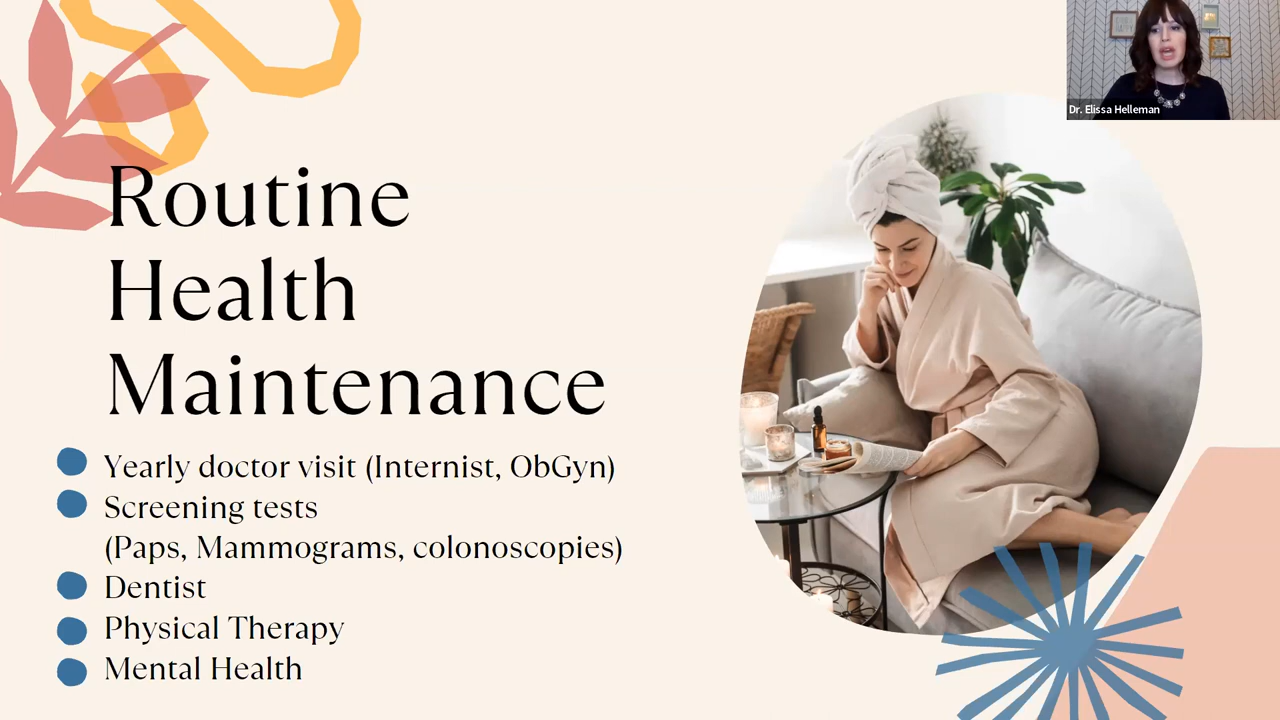 Dr. Elissa Helleman
Routine
Health
Maintenance
Yearly doctor visit (Internist, ObGyn)
Screening tests
(Paps, Mammograms, colonoscopies)
Dentist
Physical Therapy
Mental Health